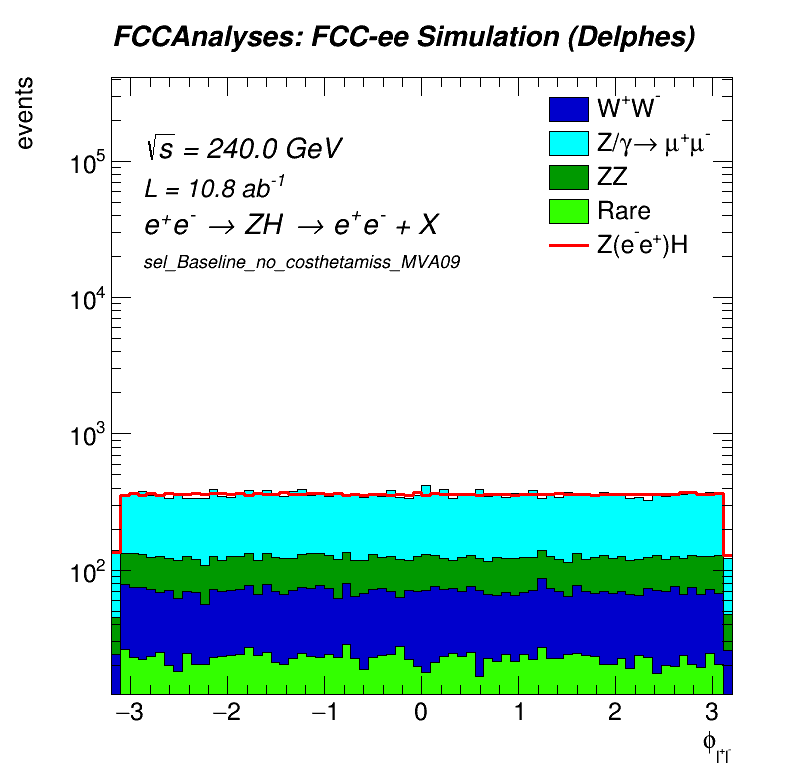 FCCAnalyses: FCC-ee Simulation (Delphes)
events
√s = 240.0 GeV
L = 10.8 ab⁻¹
e⁺e⁻ → ZH → e⁺e⁻ + X
sel_Baseline_no_costhetamiss_MVA09
W⁺W⁻
Z/γ→ μ⁺μ⁻
ZZ
Rare
Z(e⁻e⁺)H
10⁵
10⁴
10³
10²
−3 −2 −1 0 1 2 3
ϕ_l⁺l⁻